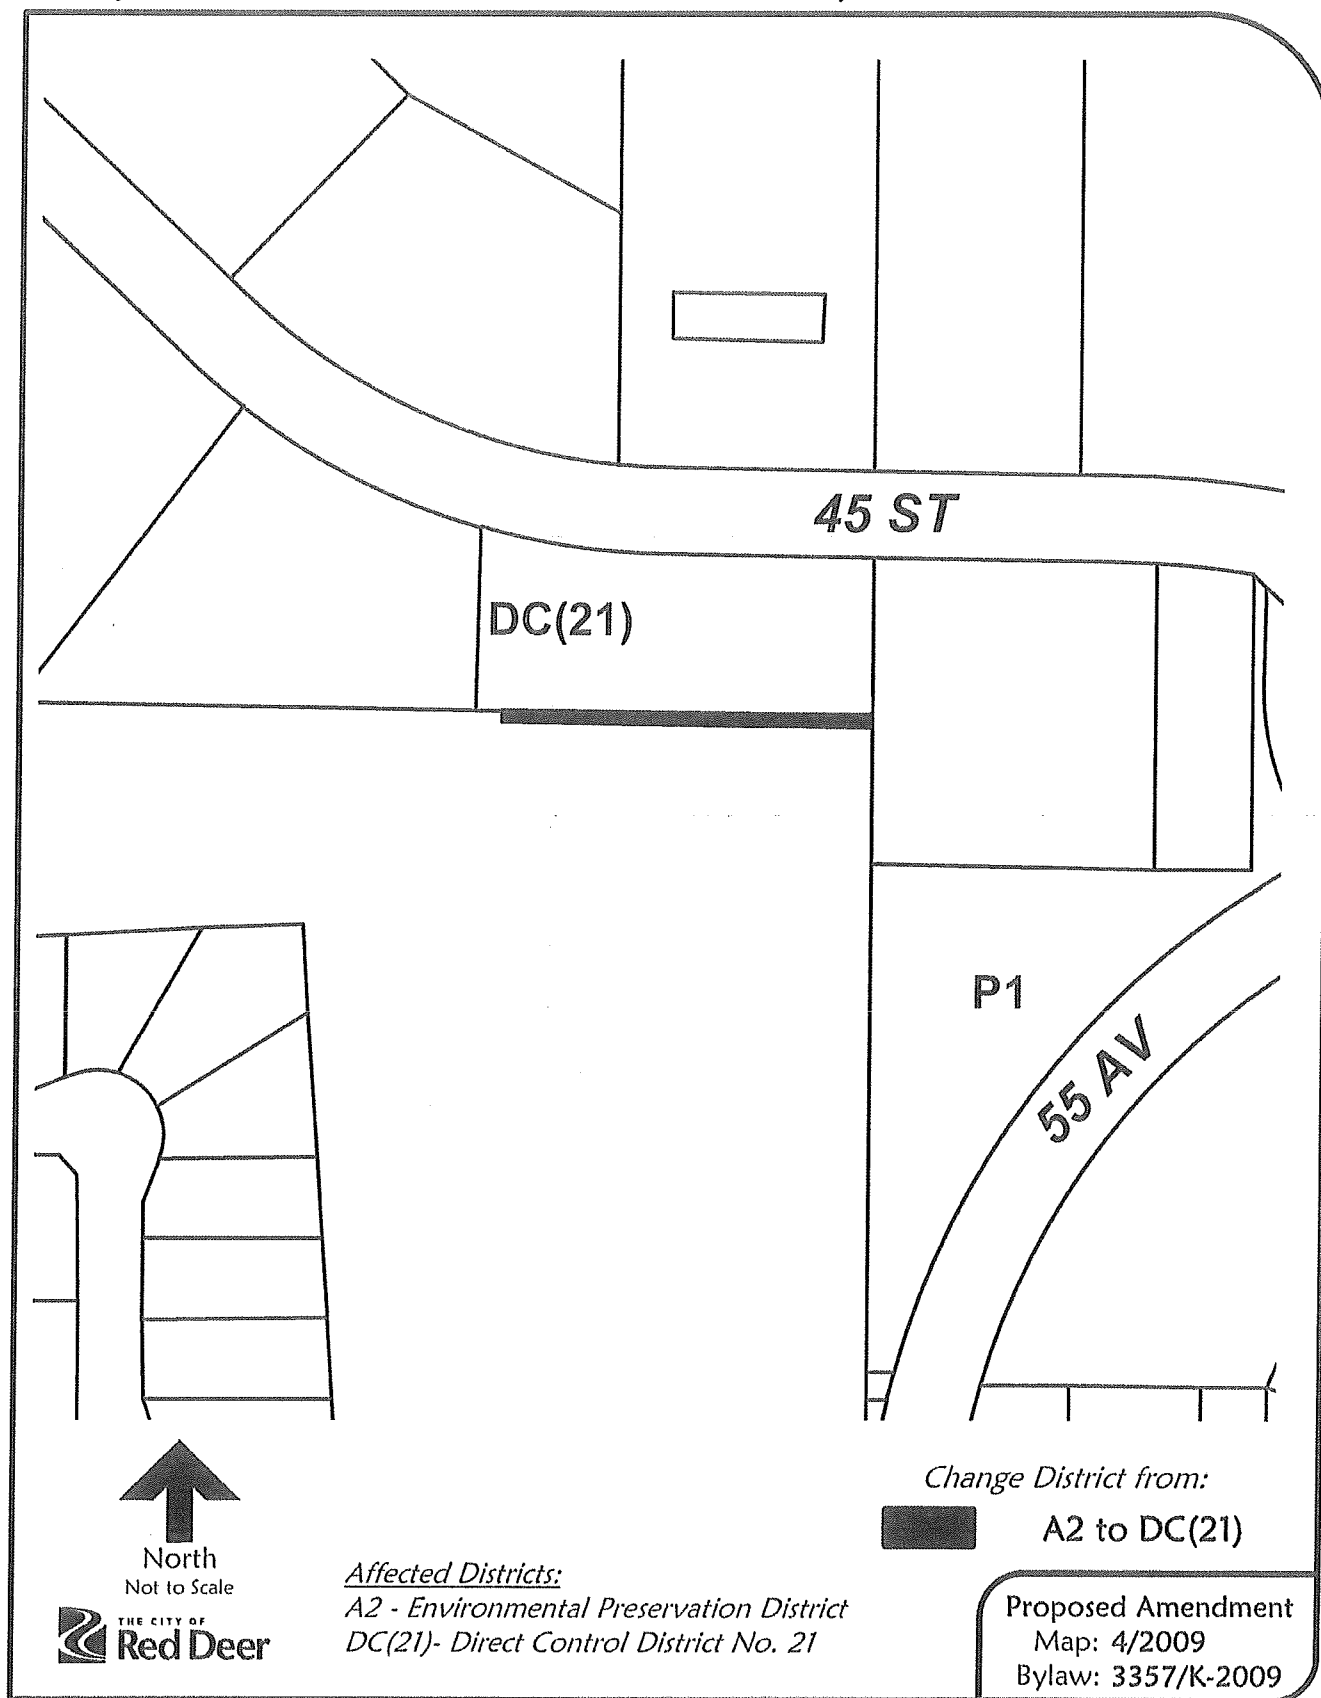 45 ST
DC(21)
P1
55 AV
Change District from:
A2 to DC(21)
North
Not to Scale
THE CITY OF
Red Deer
Affected Districts:
A2 - Environmental Preservation District
DC(21)- Direct Control District No. 21
Proposed Amendment
Map: 4/2009
Bylaw: 3357/K-2009